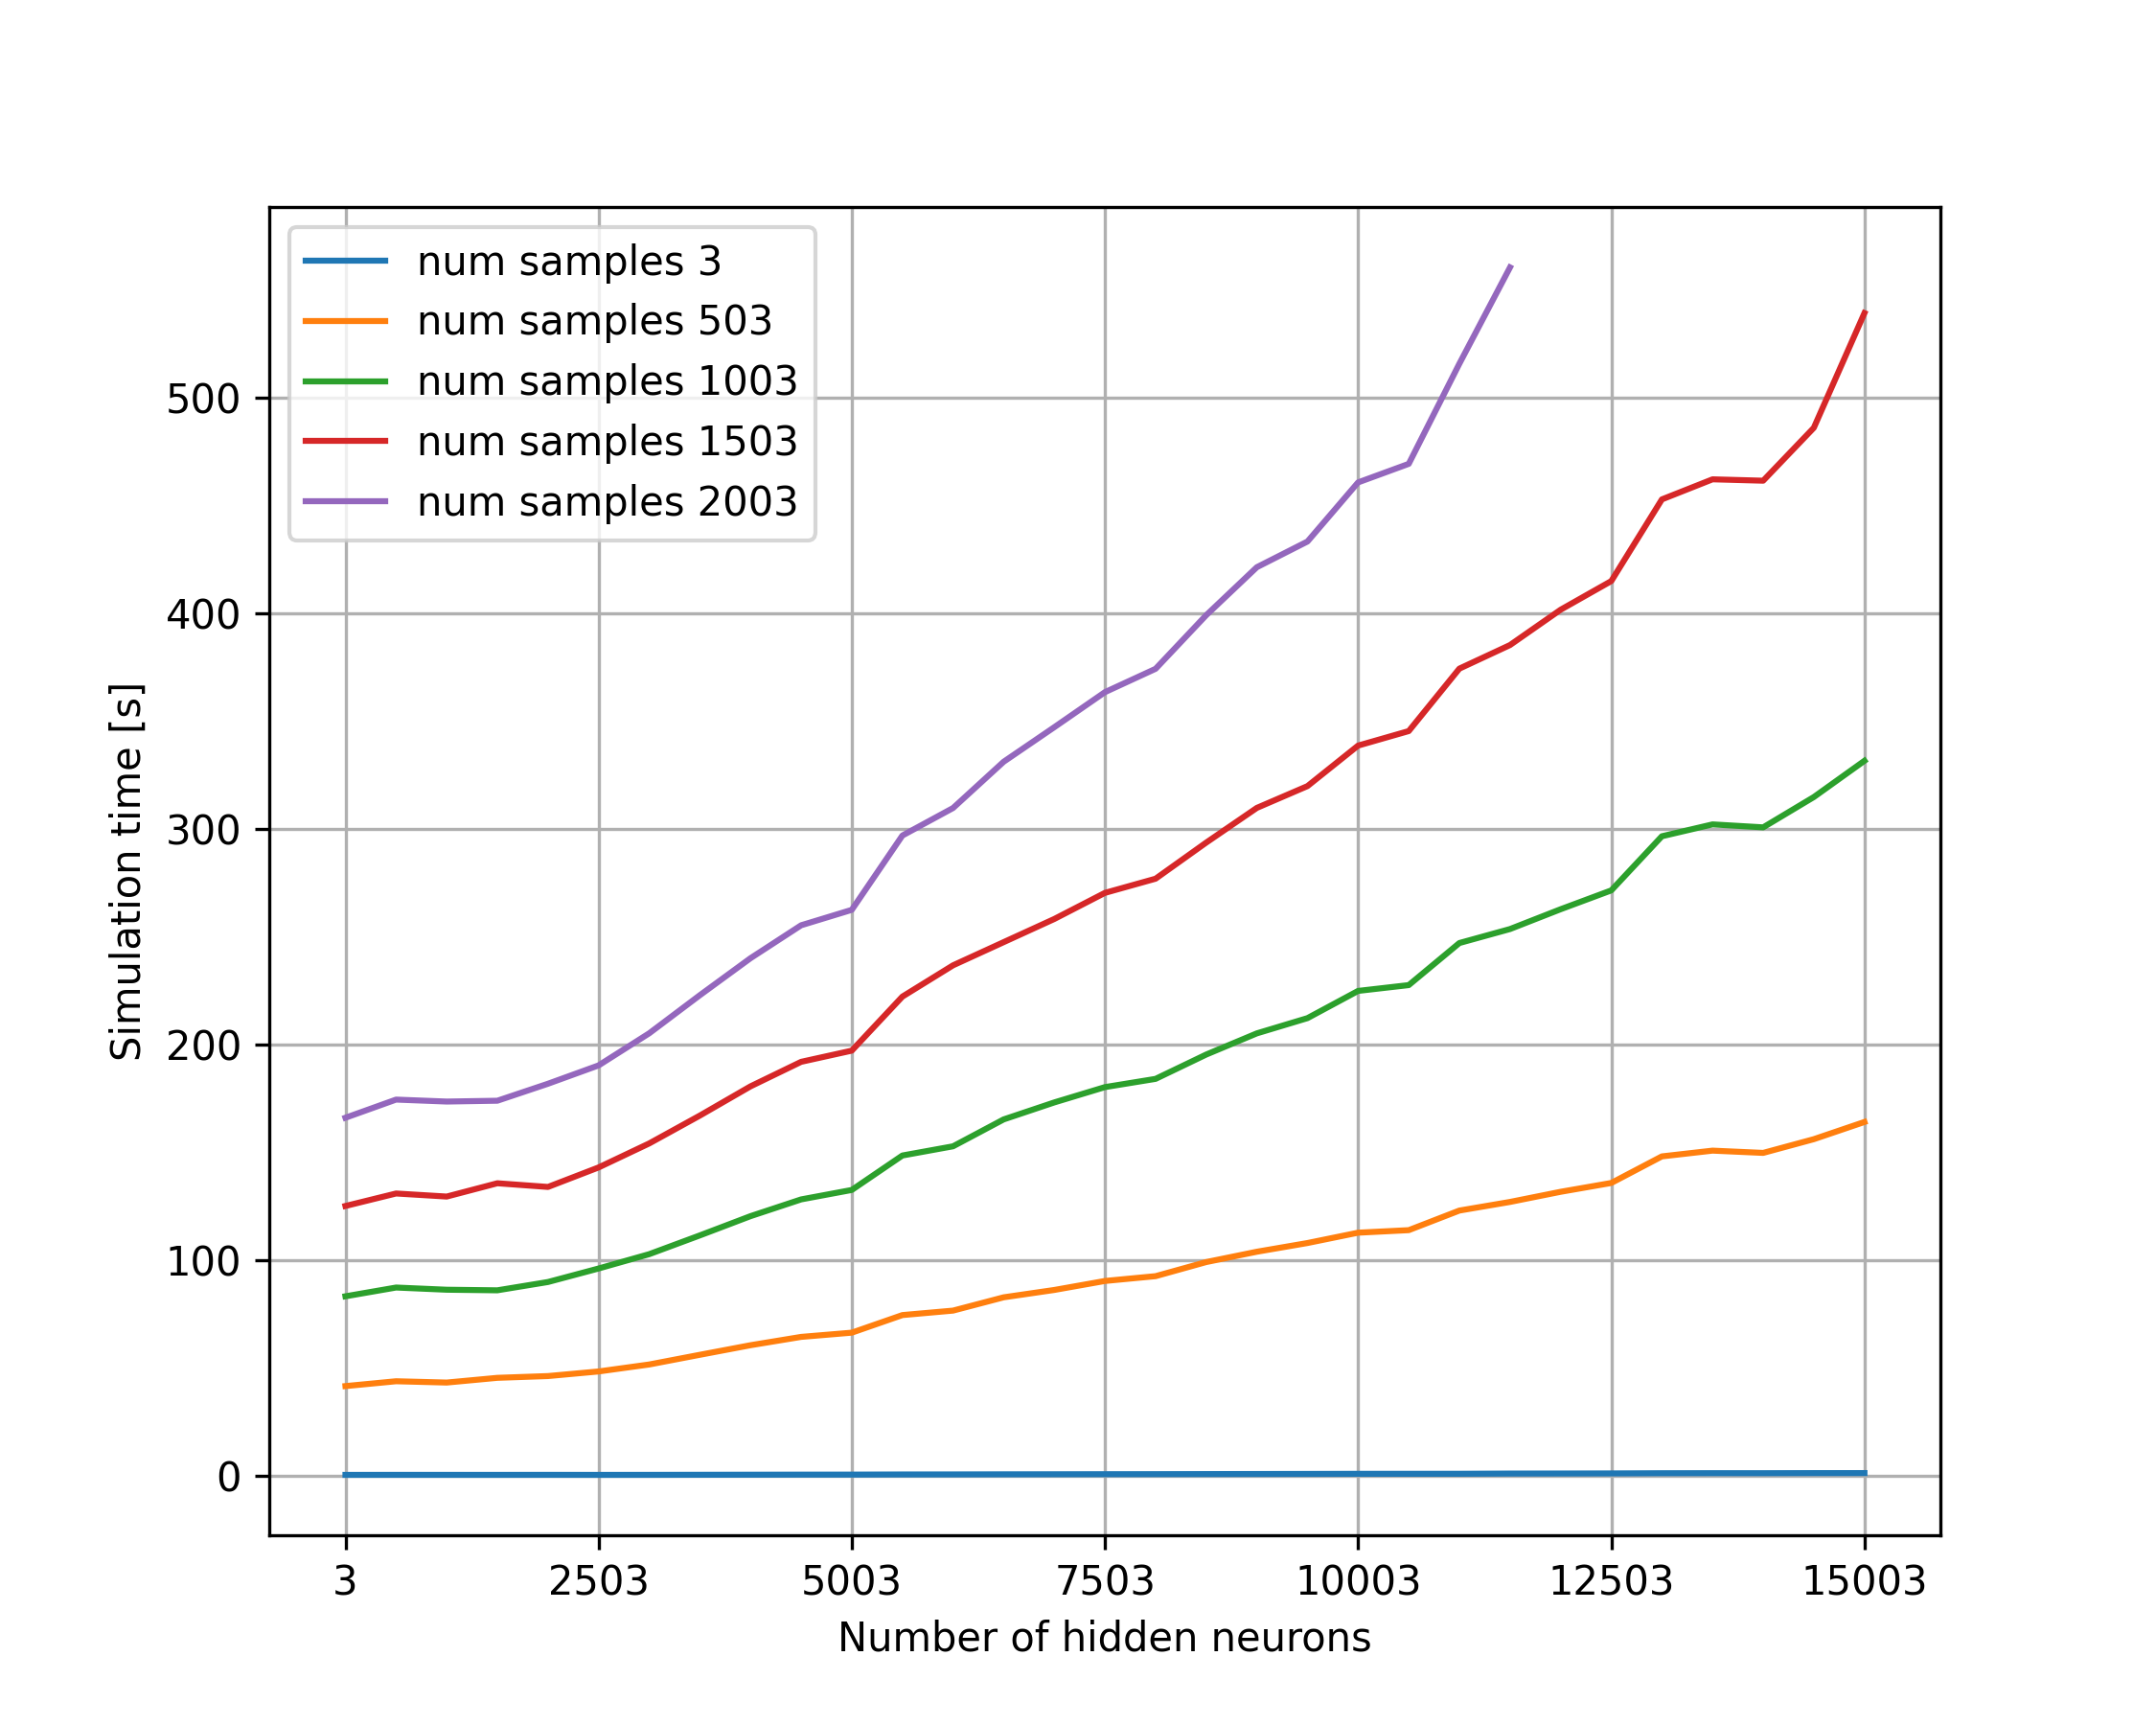 num samples 3
num samples 503
num samples 1003
num samples 1503
num samples 2003
500
400
300
200
100
0
Simulation time [s]
3 2503 5003 7503 10003 12503 15003
Number of hidden neurons